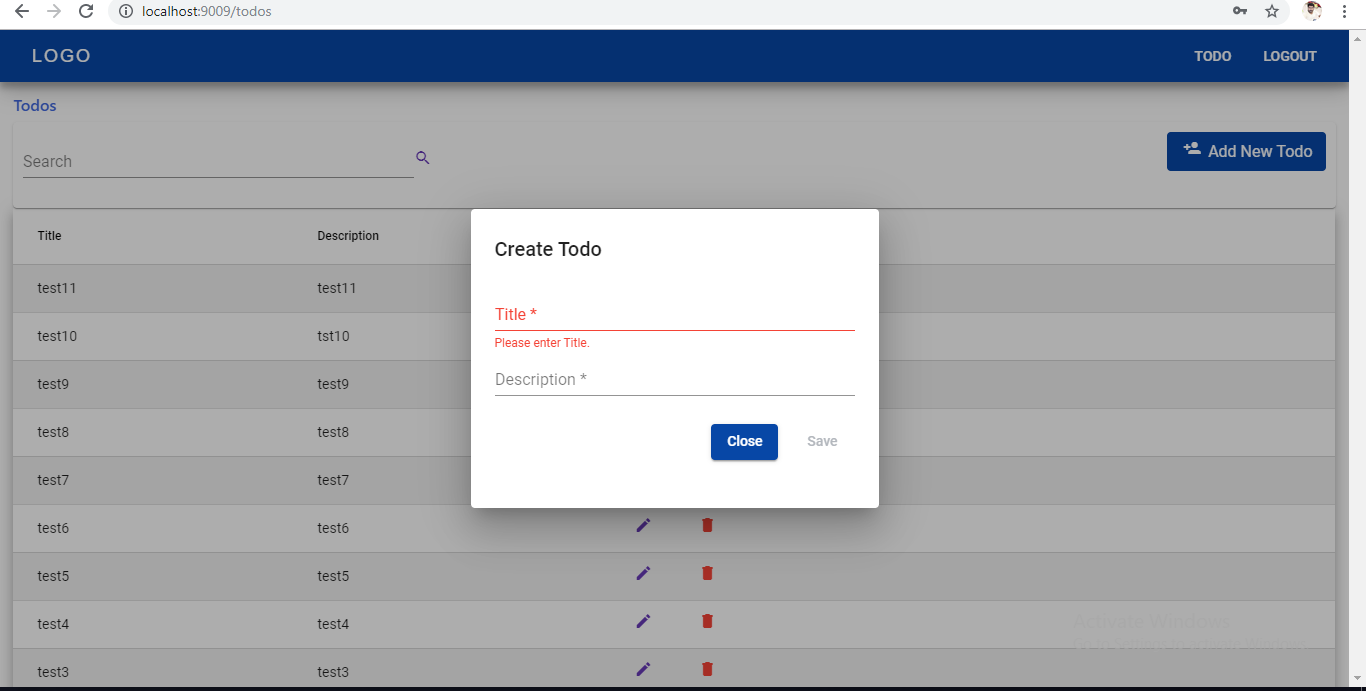 localhost:9009/todos
LOGO TODO LOGOUT
Todos
Search Add New Todo
Title Description
test11 test11
test10 tst10
test9 test9
test8 test8
test7 test7
test6 test6
test5 test5
test4 test4
test3 test3
Create Todo
Title *
Please enter Title.
Description *
Close Save
Activate Windows